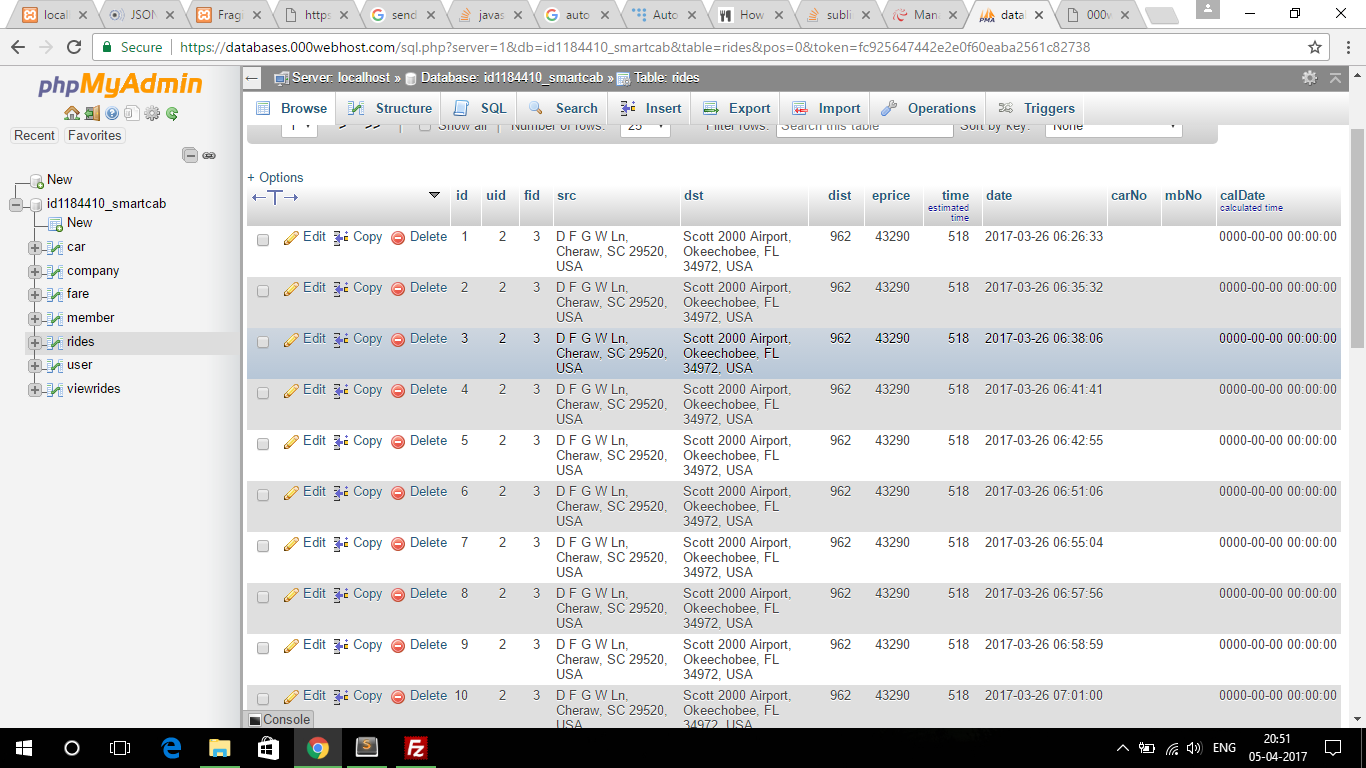 local
JSON
Fragi
https
send
javas
auto
Auto
How
subli
Mana
datal
000w
Secure
https://databases.000webhost.com/sql.php?server=1&db=id1184410_smartcab&table=rides&pos=0&token=fc925647442e2e0f60eaba2561c82738
phpMyAdmin
Recent Favorites
New
id1184410_smartcab
New
car
company
fare
member
rides
user
viewrides
Server: localhost » Database: id1184410_smartcab » Table: rides
Browse Structure SQL Search Insert Export Import Operations Triggers
1 > >> Show all Number of rows: 25 Filter rows: Search this table Sort by key: None
+ Options
id uid fid src dst dist eprice time date carNo mbNo calDate
estimated calculated time
time
Edit Copy Delete 1 2 3 D F G W Ln, Scott 2000 Airport, 962 43290 518 2017-03-26 06:26:33 0000-00-00 00:00:00
Cheraw, SC 29520, Okeechobee, FL
USA 34972, USA
Edit Copy Delete 2 2 3 D F G W Ln, Scott 2000 Airport, 962 43290 518 2017-03-26 06:35:32 0000-00-00 00:00:00
Cheraw, SC 29520, Okeechobee, FL
USA 34972, USA
Edit Copy Delete 3 2 3 D F G W Ln, Scott 2000 Airport, 962 43290 518 2017-03-26 06:38:06 0000-00-00 00:00:00
Cheraw, SC 29520, Okeechobee, FL
USA 34972, USA
Edit Copy Delete 4 2 3 D F G W Ln, Scott 2000 Airport, 962 43290 518 2017-03-26 06:41:41 0000-00-00 00:00:00
Cheraw, SC 29520, Okeechobee, FL
USA 34972, USA
Edit Copy Delete 5 2 3 D F G W Ln, Scott 2000 Airport, 962 43290 518 2017-03-26 06:42:55 0000-00-00 00:00:00
Cheraw, SC 29520, Okeechobee, FL
USA 34972, USA
Edit Copy Delete 6 2 3 D F G W Ln, Scott 2000 Airport, 962 43290 518 2017-03-26 06:51:06 0000-00-00 00:00:00
Cheraw, SC 29520, Okeechobee, FL
USA 34972, USA
Edit Copy Delete 7 2 3 D F G W Ln, Scott 2000 Airport, 962 43290 518 2017-03-26 06:55:04 0000-00-00 00:00:00
Cheraw, SC 29520, Okeechobee, FL
USA 34972, USA
Edit Copy Delete 8 2 3 D F G W Ln, Scott 2000 Airport, 962 43290 518 2017-03-26 06:57:56 0000-00-00 00:00:00
Cheraw, SC 29520, Okeechobee, FL
USA 34972, USA
Edit Copy Delete 9 2 3 D F G W Ln, Scott 2000 Airport, 962 43290 518 2017-03-26 06:58:59 0000-00-00 00:00:00
Cheraw, SC 29520, Okeechobee, FL
USA 34972, USA
Edit Copy Delete 10 2 3 D F G W Ln, Scott 2000 Airport, 962 43290 518 2017-03-26 07:01:00 0000-00-00 00:00:00
Cheraw, SC 29520, Okeechobee, FL
USA 34972, USA
Console
ENG
20:51
05-04-2017